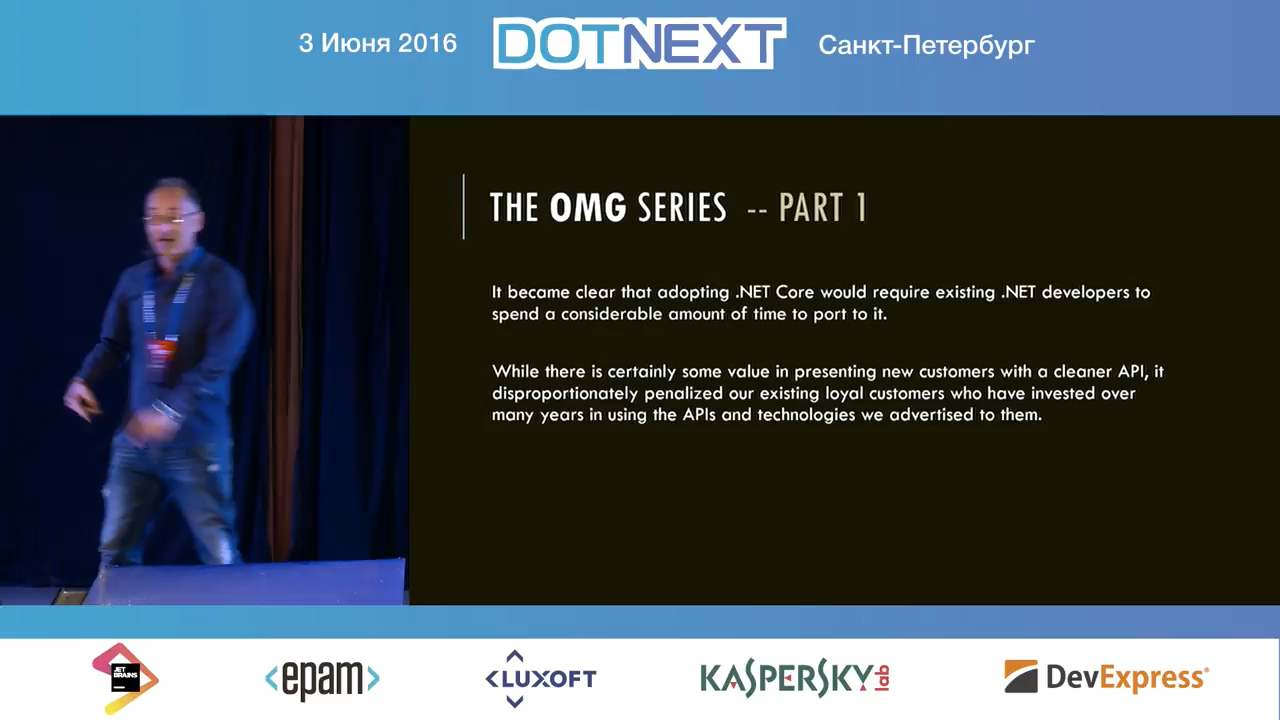 3 Июня 2016
DOTNEXT
Санкт-Петербург
THE OMG SERIES -- PART 1
It became clear that adopting .NET Core would require existing .NET developers to
spend a considerable amount of time to port to it.
While there is certainly some value in presenting new customers with a cleaner API, it
disproportionately penalized our existing loyal customers who have invested over
many years in using the APIs and technologies we advertised to them.
JET
BRAINS
<epam>
<LUXOFT
KASPERSKY lab
DevExpress®